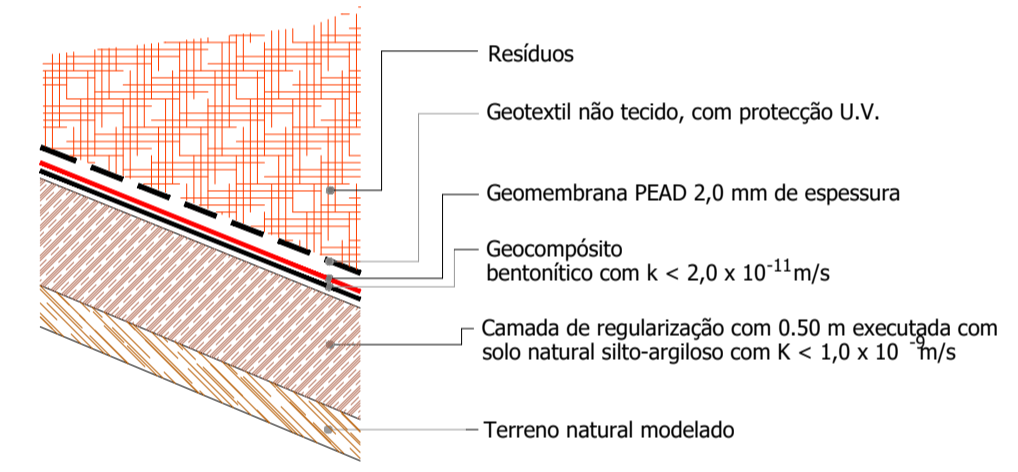 Resíduos
Geotextil não tecido, com protecção U.V.
Geomembrana PEAD 2,0 mm de espessura
Geocompósito
bentonítico com k < 2,0 x 10⁻¹¹m/s
Camada de regularização com 0.50 m executada com
solo natural silto-argiloso com K < 1,0 x 10 ⁻⁹m/s
Terreno natural modelado